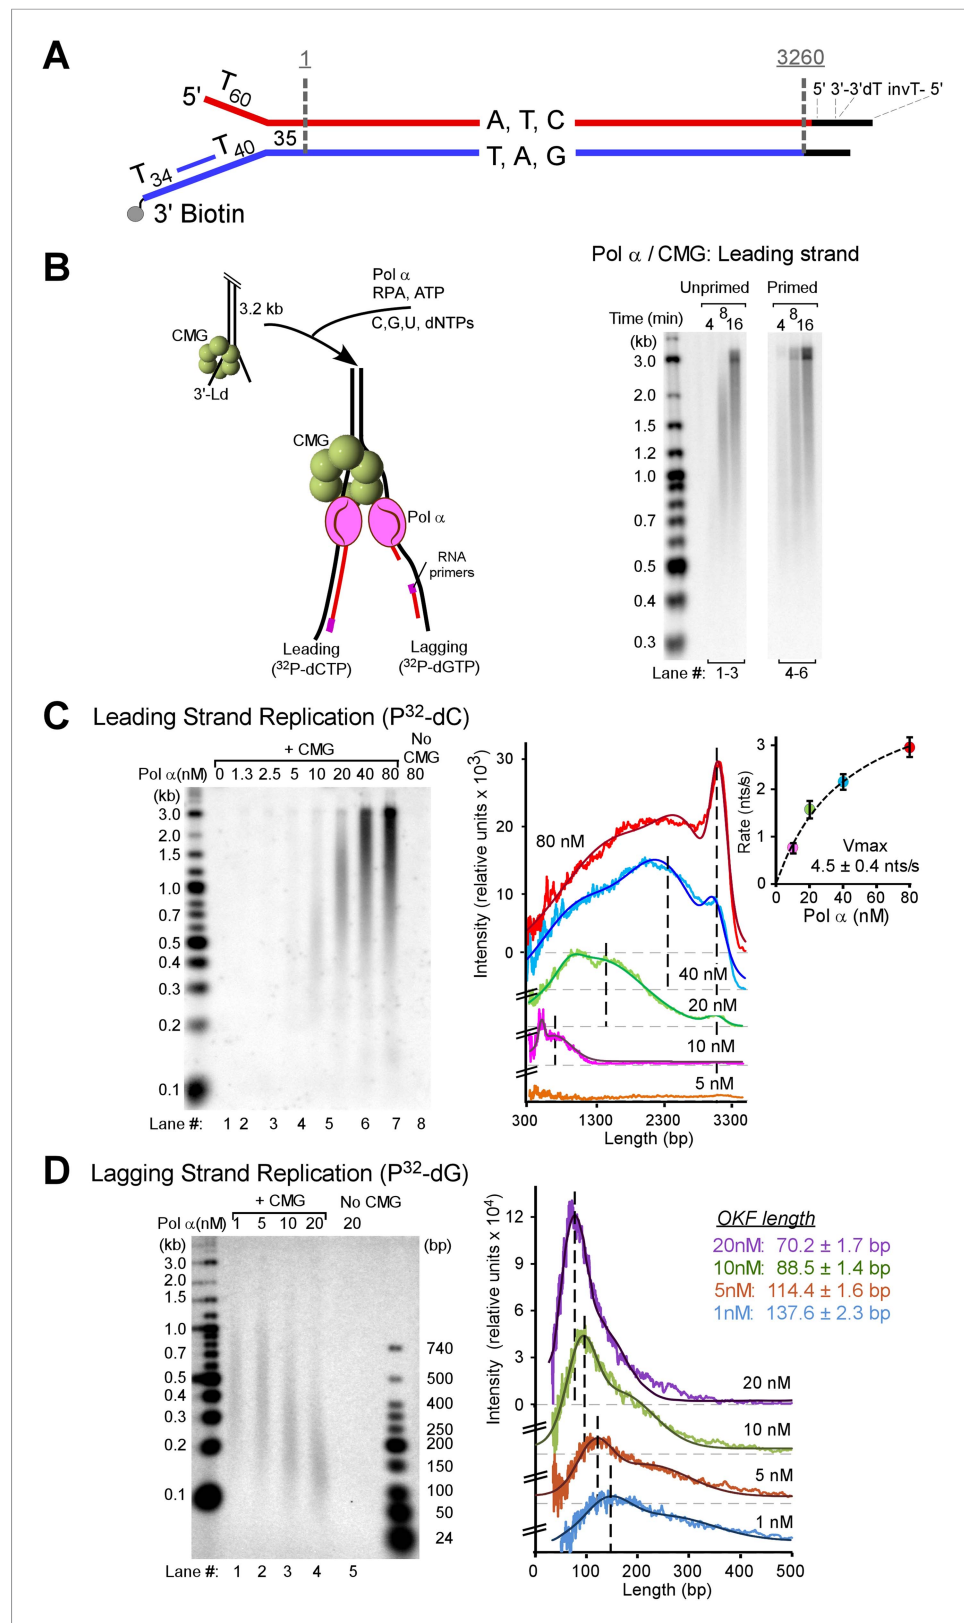 A
1
3260
5' T60
5' 3'-3'dT invT- 5'
A, T, C
35
T34 T40
T, A, G
3' Biotin
B
Pol α / CMG: Leading strand
Pol α
RPA, ATP
C,G,U, dNTPs
3.2 kb
CMG
3'-Ld
CMG
Pol α
RNA
primers
Leading
(32P-dCTP)
Lagging
(32P-dGTP)
Unprimed Primed
Time (min) 4 8 16 4 8 16
(kb)
3.0
2.0
1.5
1.2
1.0
0.7
0.5
0.4
0.3
Lane #: 1-3 4-6
C Leading Strand Replication (P32-dC)
+ CMG
No
CMG
Pol α(nM) 0 1.3 2.5 5 10 20 40 80 80
(kb)
3.0
2.0
1.5
1.0
0.7
0.5
0.4
0.3
0.2
0.1
Lane #: 1 2 3 4 5 6 7 8
Intensity (relative units x 10³)
30
20
10
0
80 nM
40 nM
20 nM
10 nM
5 nM
300 1300 2300 3300
Length (bp)
Rate (nts/s)
3
2
1
0
Vmax
4.5 ± 0.4 nts/s
0 20 40 60 80
Pol α (nM)
D Lagging Strand Replication (P32-dG)
+ CMG No CMG
Pol α(nM) 1 5 10 20 20
(kb)
3.0
2.0
1.5
1.0
0.7
0.5
0.4
0.3
0.2
0.1
(bp)
740
500
400
300
250
200
150
100
50
24
Lane #: 1 2 3 4 5
Intensity (relative units x 10⁴)
12
9
6
3
0
OKF length
20nM: 70.2 ± 1.7 bp
10nM: 88.5 ± 1.4 bp
5nM: 114.4 ± 1.6 bp
1nM: 137.6 ± 2.3 bp
20 nM
10 nM
5 nM
1 nM
0 100 200 300 400 500
Length (bp)